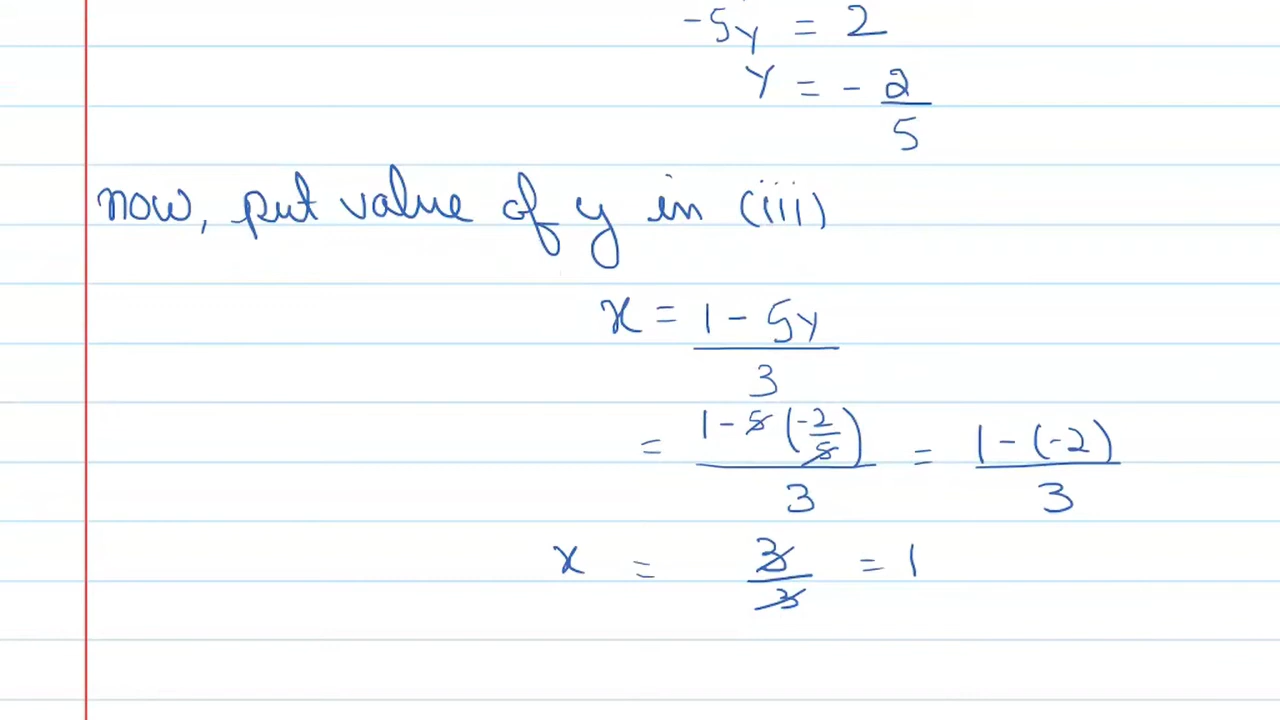 -5y = 2
y = - 2/5
now, put value of y in (iii)
x = (1 - 5y)/3
= (1 - 5(-2/5))/3 = (1 - (-2))/3
x = 3/3 = 1